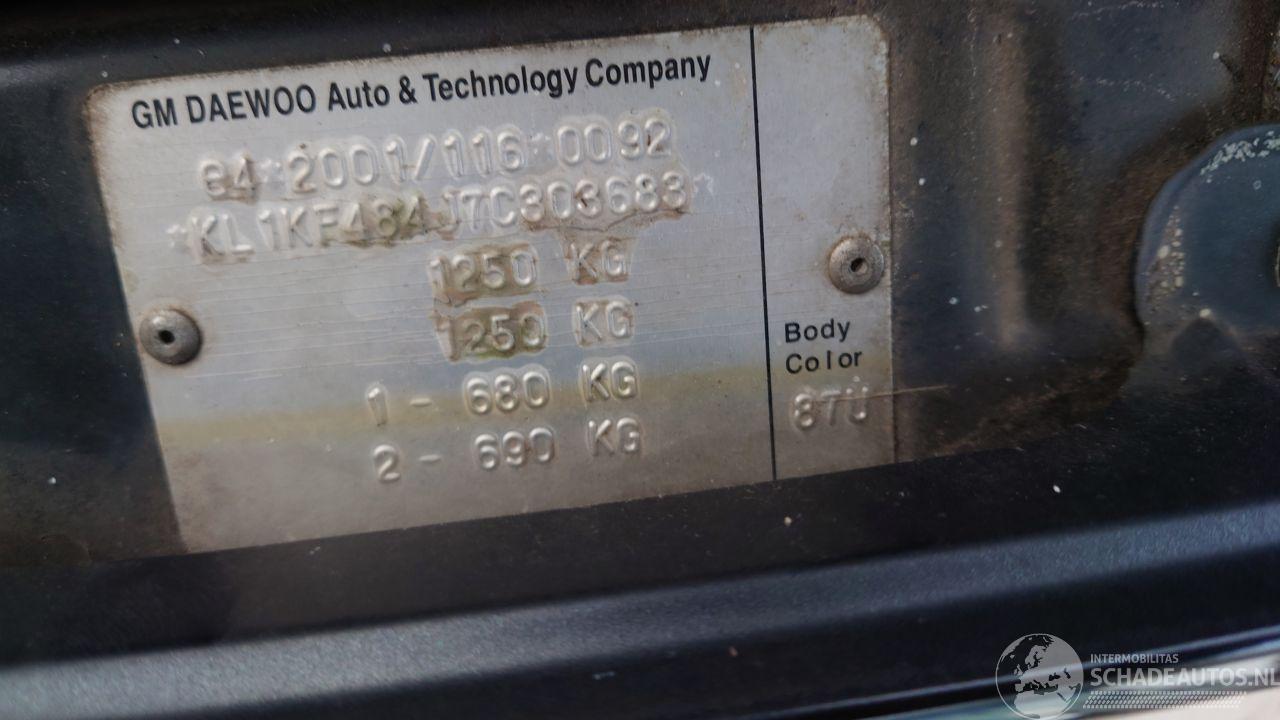 GM DAEWOO Auto & Technology Company
e4*2001/116*0092
*KL1KF484J7C303683*
1250 KG
1250 KG
1 - 680 KG
2 - 690 KG
Body
Color
87U
INTERMOBILITAS
SCHADEAUTOS.NL